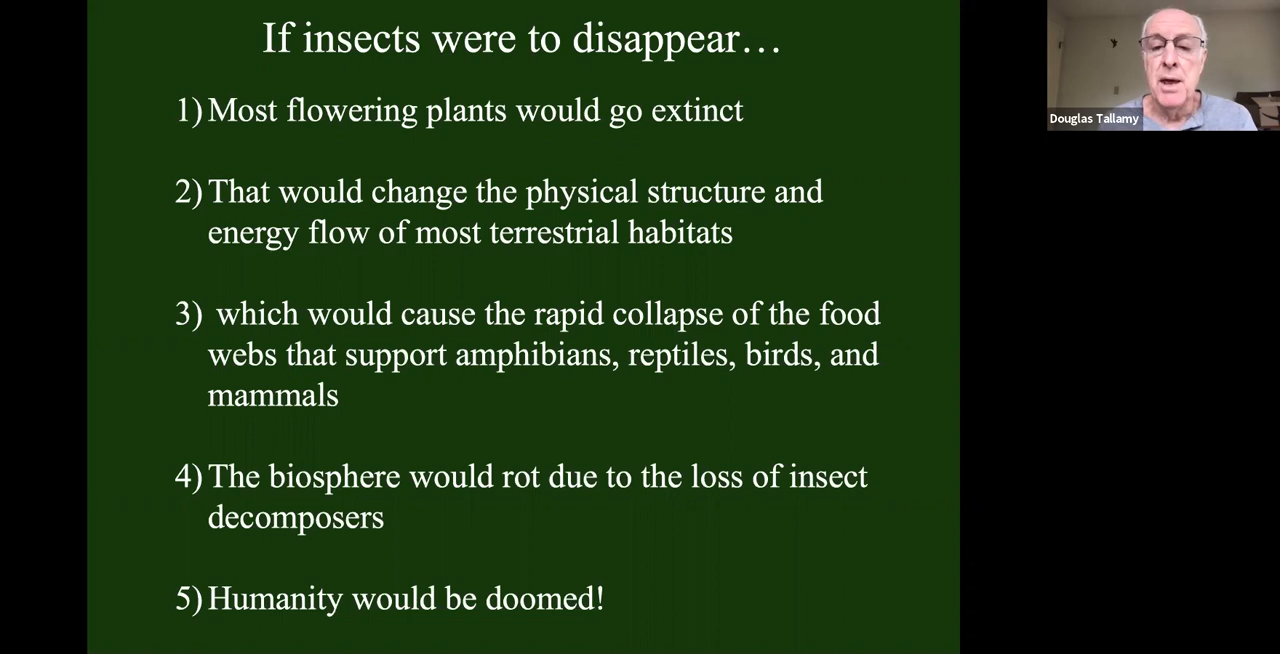 If insects were to disappear…
1) Most flowering plants would go extinct
2) That would change the physical structure and
energy flow of most terrestrial habitats
3) which would cause the rapid collapse of the food
webs that support amphibians, reptiles, birds, and
mammals
4) The biosphere would rot due to the loss of insect
decomposers
5) Humanity would be doomed!
Douglas Tallamy